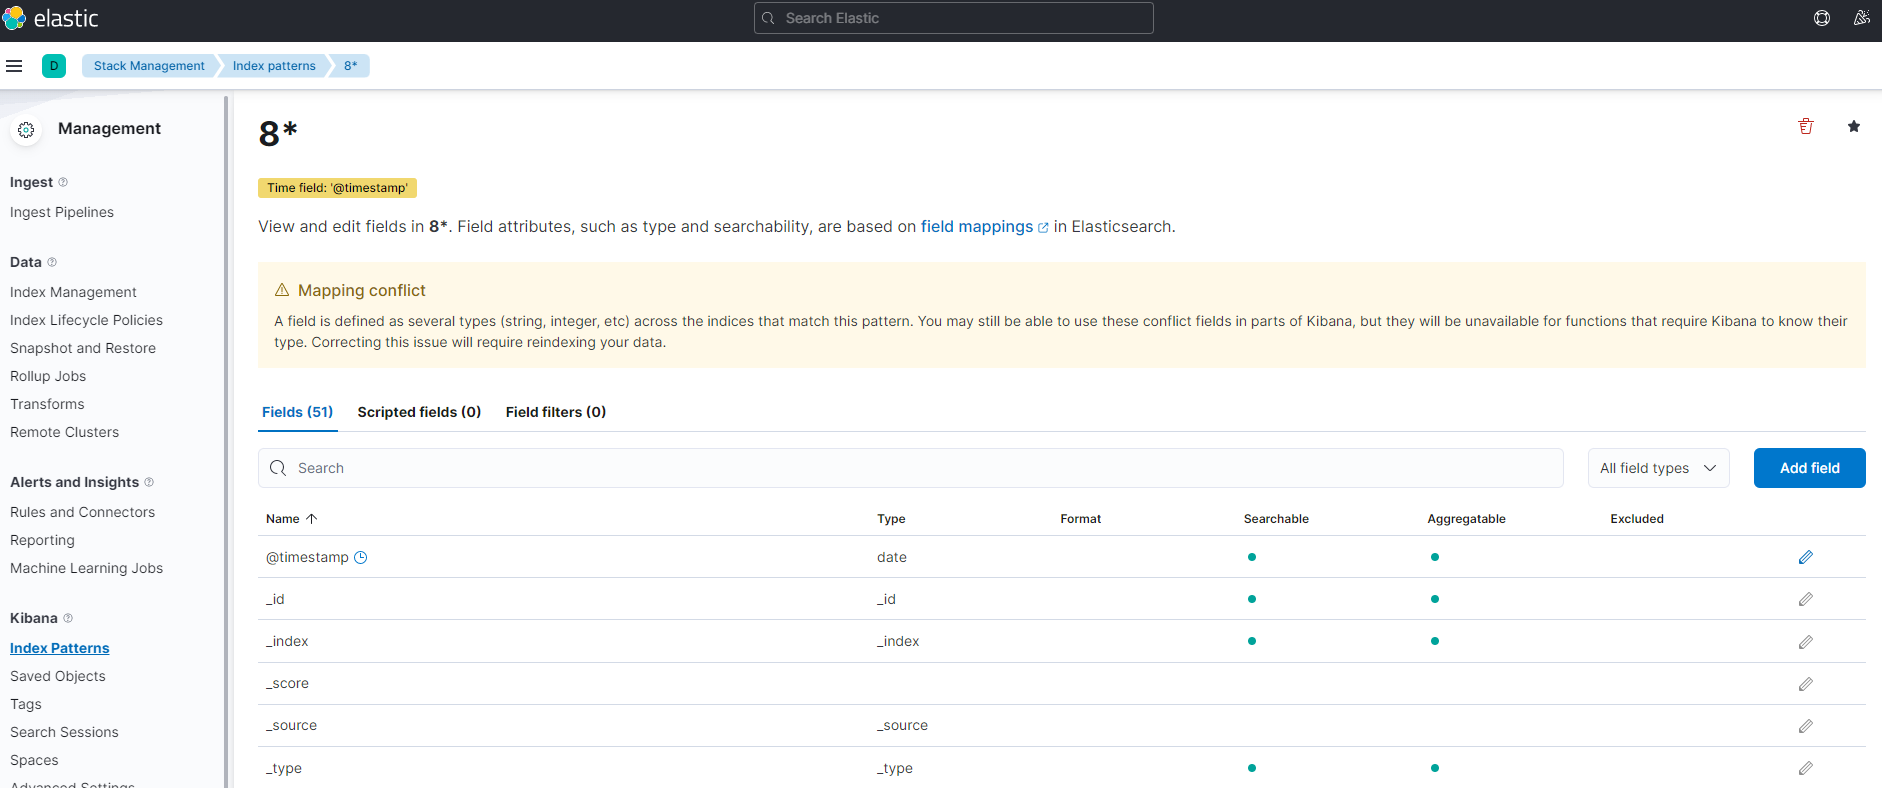 elastic
Search Elastic
D
Stack Management
Index patterns
8*
Management
Ingest
Ingest Pipelines
Data
Index Management
Index Lifecycle Policies
Snapshot and Restore
Rollup Jobs
Transforms
Remote Clusters
Alerts and Insights
Rules and Connectors
Reporting
Machine Learning Jobs
Kibana
Index Patterns
Saved Objects
Tags
Search Sessions
Spaces
Advanced Settings
8*
Time field: '@timestamp'
View and edit fields in 8*. Field attributes, such as type and searchability, are based on field mappings in Elasticsearch.
Mapping conflict
A field is defined as several types (string, integer, etc) across the indices that match this pattern. You may still be able to use these conflict fields in parts of Kibana, but they will be unavailable for functions that require Kibana to know their
type. Correcting this issue will require reindexing your data.
Fields (51) Scripted fields (0) Field filters (0)
Search
All field types
Add field
Name Type Format Searchable Aggregatable Excluded
@timestamp date
_id _id
_index _index
_score
_source _source
_type _type